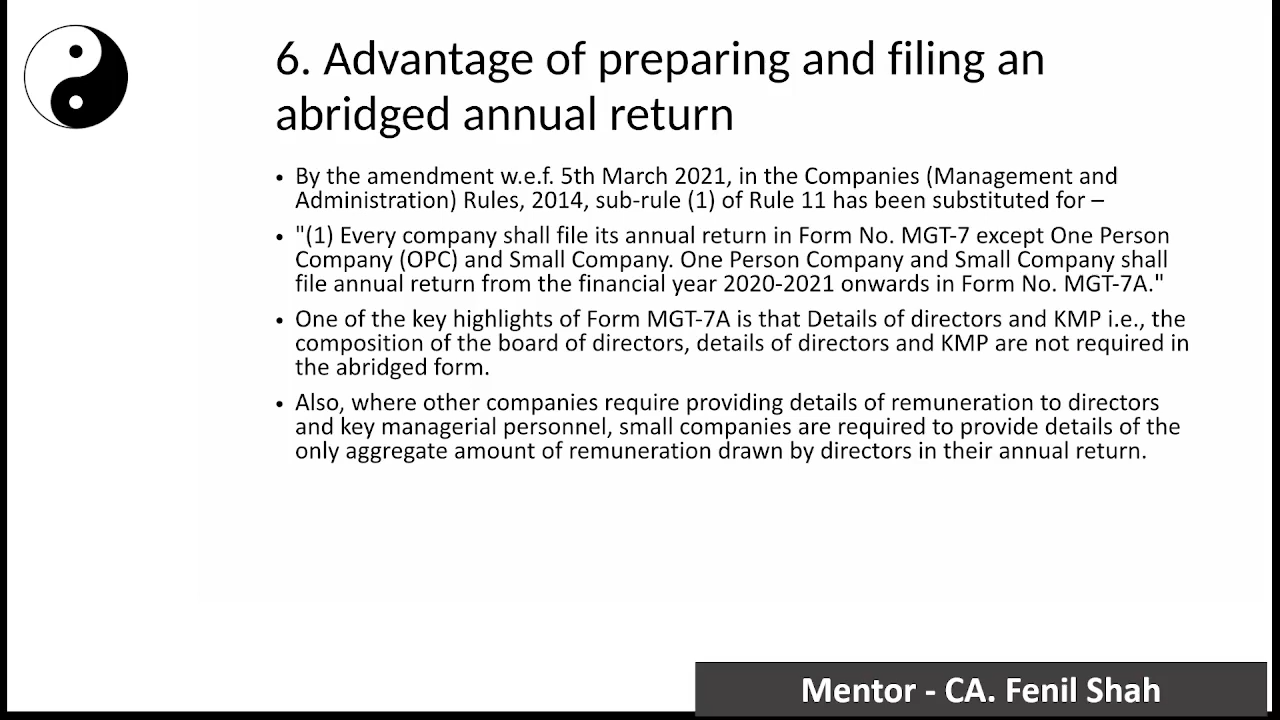 6. Advantage of preparing and filing an
abridged annual return
• By the amendment w.e.f. 5th March 2021, in the Companies (Management and
Administration) Rules, 2014, sub-rule (1) of Rule 11 has been substituted for –
• "(1) Every company shall file its annual return in Form No. MGT-7 except One Person
Company (OPC) and Small Company. One Person Company and Small Company shall
file annual return from the financial year 2020-2021 onwards in Form No. MGT-7A."
• One of the key highlights of Form MGT-7A is that Details of directors and KMP i.e., the
composition of the board of directors, details of directors and KMP are not required in
the abridged form.
• Also, where other companies require providing details of remuneration to directors
and key managerial personnel, small companies are required to provide details of the
only aggregate amount of remuneration drawn by directors in their annual return.
Mentor - CA. Fenil Shah